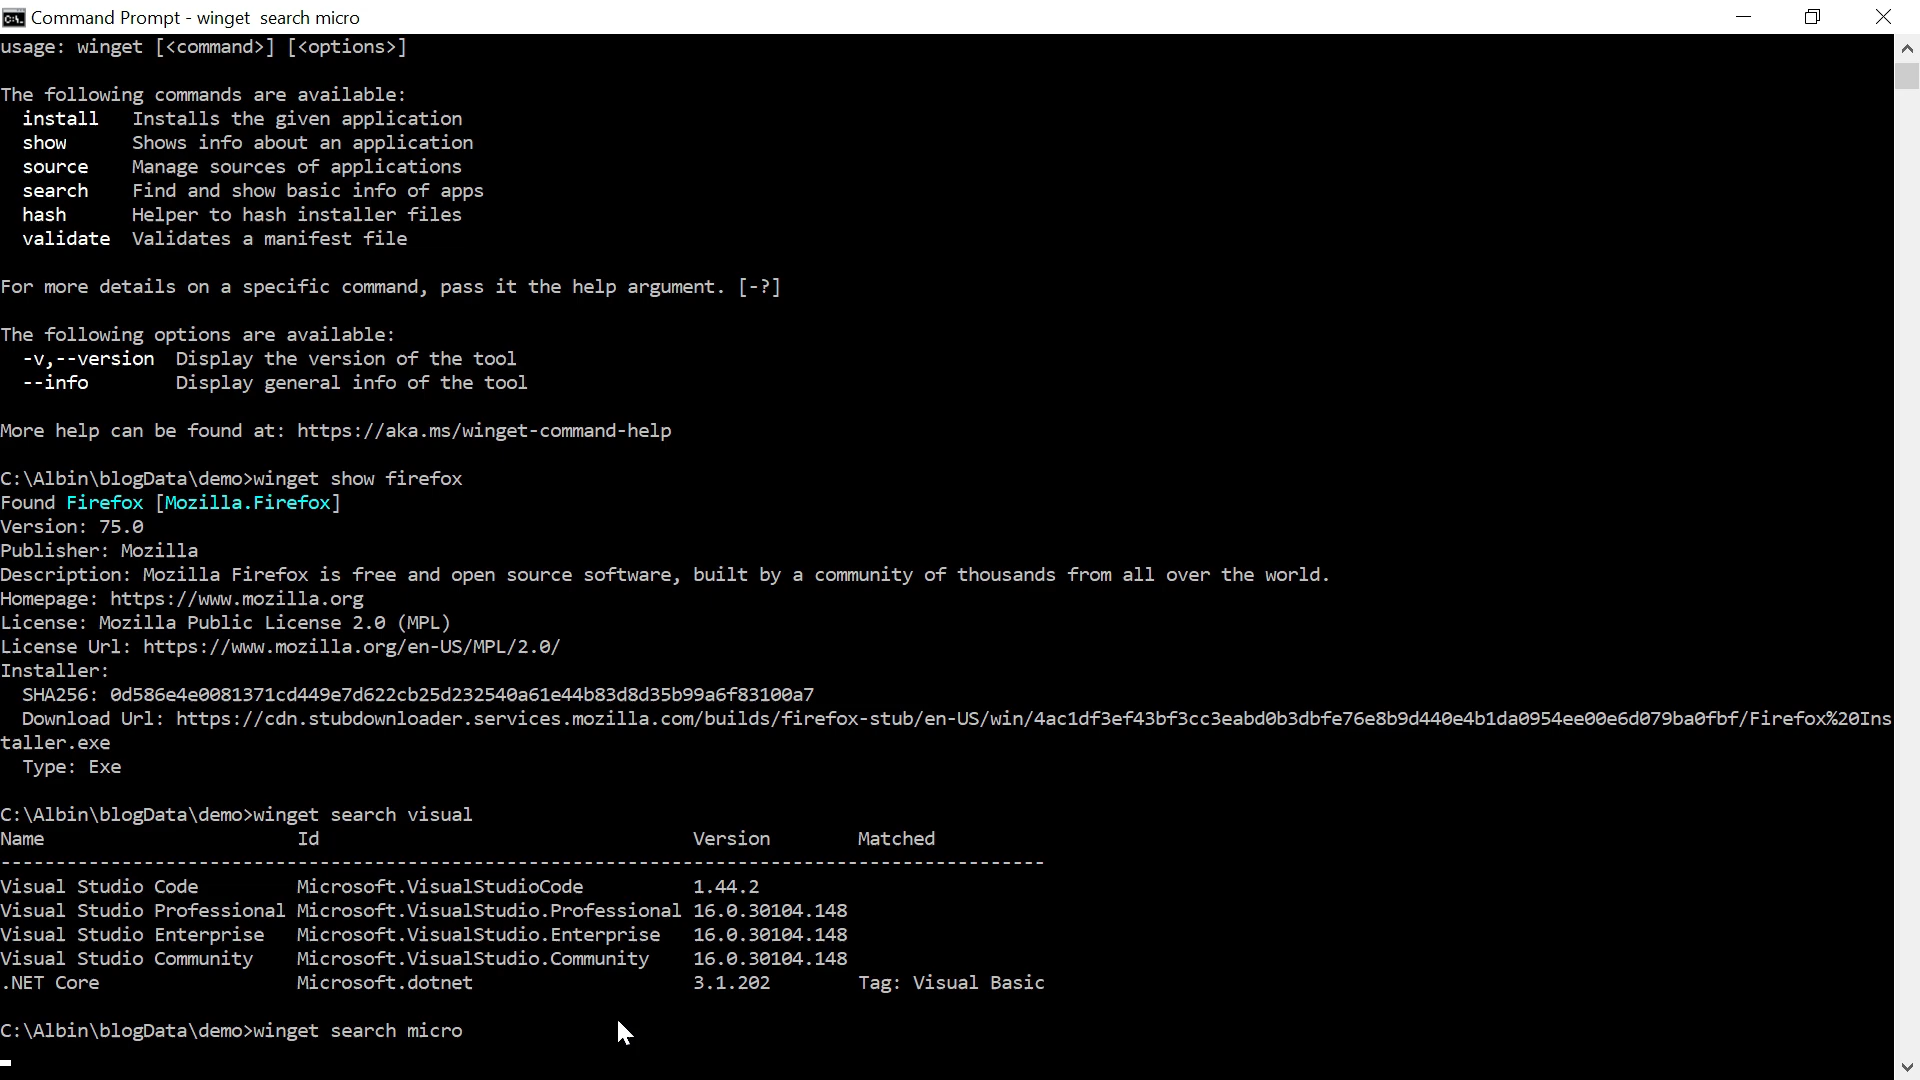 Command Prompt - winget  search micro
usage: winget [<command>] [<options>]
The following commands are available:
install   Installs the given application
show      Shows info about an application
source    Manage sources of applications
search    Find and show basic info of apps
hash      Helper to hash installer files
validate  Validates a manifest file
For more details on a specific command, pass it the help argument. [-?]
The following options are available:
-v,--version  Display the version of the tool
--info        Display general info of the tool
More help can be found at: https://aka.ms/winget-command-help
C:\Albin\blogData\demo>winget show firefox
Found Firefox [Mozilla.Firefox]
Version: 75.0
Publisher: Mozilla
Description: Mozilla Firefox is free and open source software, built by a community of thousands from all over the world.
Homepage: https://www.mozilla.org
License: Mozilla Public License 2.0 (MPL)
License Url: https://www.mozilla.org/en-US/MPL/2.0/
Installer:
SHA256: 0d586e4e0081371cd449e7d622cb25d232540a61e44b83d8d35b99a6f83100a7
Download Url: https://cdn.stubdownloader.services.mozilla.com/builds/firefox-stub/en-US/win/4ac1df3ef43bf3cc3eabd0b3dbfe76e8b9d440e4b1da0954ee00e6d079ba0fbf/Firefox%20Ins
taller.exe
Type: Exe
C:\Albin\blogData\demo>winget search visual
Name                       Id                                  Version        Matched
-----------------------------------------------------------------------------------------------
Visual Studio Code         Microsoft.VisualStudioCode          1.44.2
Visual Studio Professional Microsoft.VisualStudio.Professional 16.0.30104.148
Visual Studio Enterprise   Microsoft.VisualStudio.Enterprise   16.0.30104.148
Visual Studio Community    Microsoft.VisualStudio.Community    16.0.30104.148
.NET Core                  Microsoft.dotnet                    3.1.202        Tag: Visual Basic
C:\Albin\blogData\demo>winget search micro